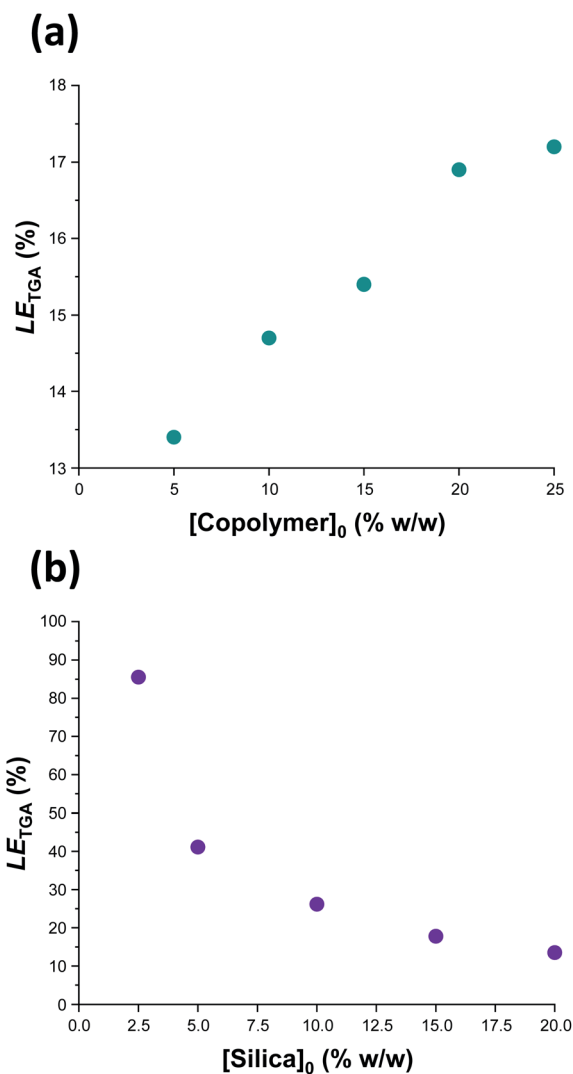 (a)
18
17
16
15
14
13
LE_TGA (%)
0 5 10 15 20 25
[Copolymer]₀ (% w/w)
(b)
100
90
80
70
60
50
40
30
20
10
0
LE_TGA (%)
0.0 2.5 5.0 7.5 10.0 12.5 15.0 17.5 20.0
[Silica]₀ (% w/w)